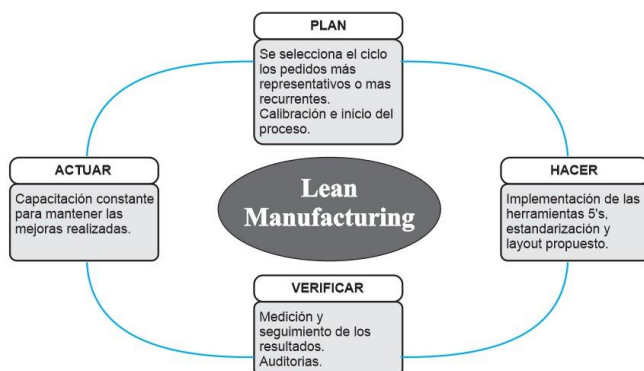 PLAN
Se selecciona el ciclo
los pedidos más
representativos o mas
recurrentes.
Calibración e inicio del
proceso.
ACTUAR
Capacitación constante
para mantener las
mejoras realizadas.
Lean
Manufacturing
HACER
Implementación de las
herramientas 5's,
estandarización y
layout propuesto.
VERIFICAR
Medición y
seguimiento de los
resultados.
Auditorias.